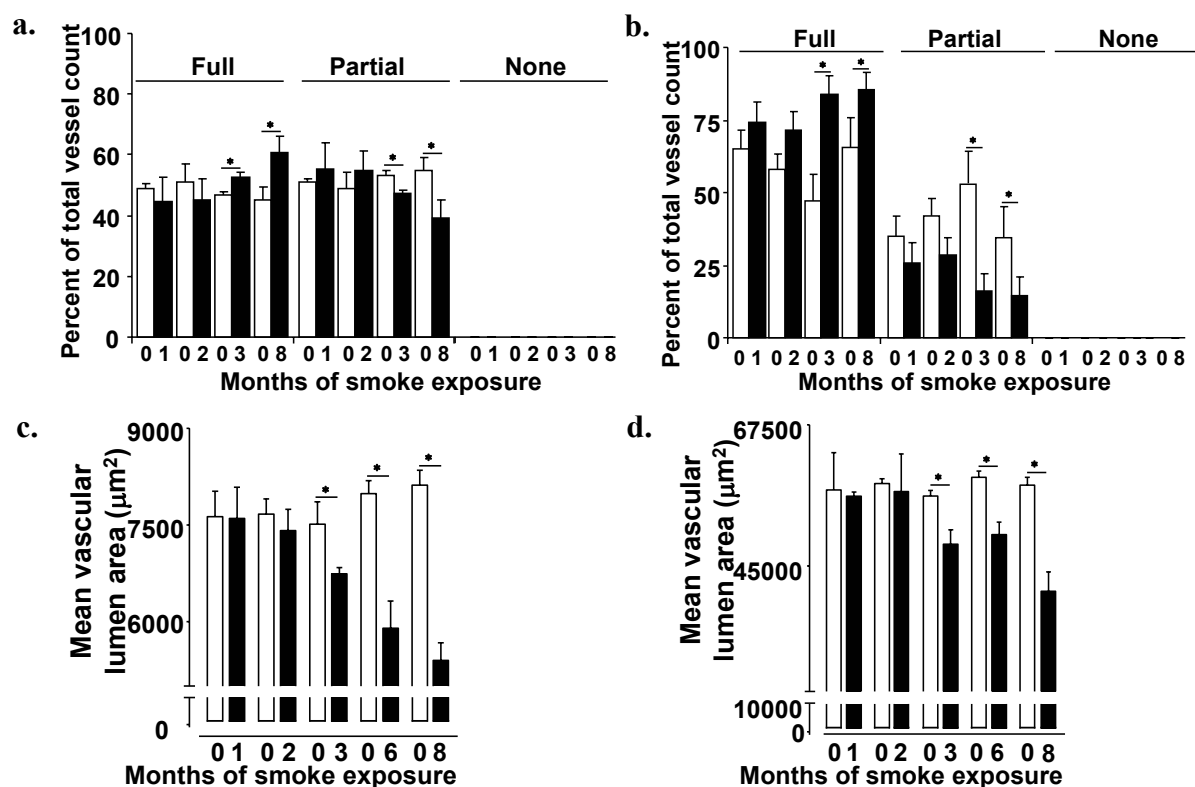 a.
Percent of total vessel count
100
80
60
40
20
0
Full Partial None
* * * *
0 1 0 2 0 3 0 8 0 1 0 2 0 3 0 8 0 1 0 2 0 3 0 8
Months of smoke exposure
b.
Percent of total vessel count
100
75
50
25
0
Full Partial None
* * * *
0 1 0 2 0 3 0 8 0 1 0 2 0 3 0 8 0 1 0 2 0 3 0 8
Months of smoke exposure
c.
Mean vascular
lumen area (μm²)
9000
7500
6000
0
* * *
0 1 0 2 0 3 0 6 0 8
Months of smoke exposure
d.
Mean vascular
lumen area (μm²)
67500
45000
10000
0
* * *
0 1 0 2 0 3 0 6 0 8
Months of smoke exposure